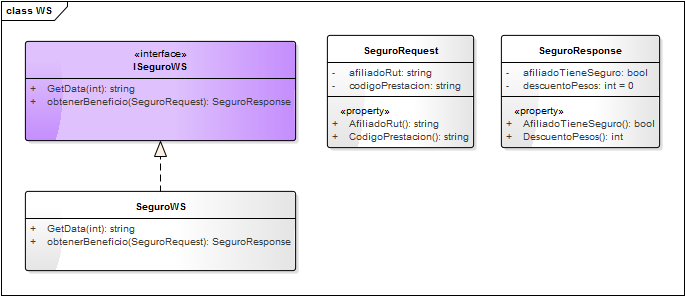 class WS
«interface»
ISeguroWS
+ GetData(int): string
+ obtenerBeneficio(SeguroRequest): SeguroResponse
SeguroWS
+ GetData(int): string
+ obtenerBeneficio(SeguroRequest): SeguroResponse
SeguroRequest
- afiliadoRut: string
- codigoPrestacion: string
«property»
+ AfiliadoRut(): string
+ CodigoPrestacion(): string
SeguroResponse
- afiliadoTieneSeguro: bool
- descuentoPesos: int = 0
«property»
+ AfiliadoTieneSeguro(): bool
+ DescuentoPesos(): int